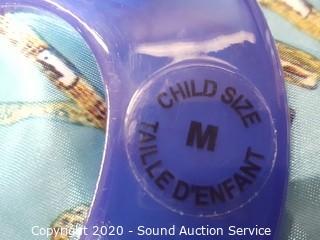 CHILD SIZE
M
TAILLE D'ENFANT
Copyright 2020 - Sound Auction Service